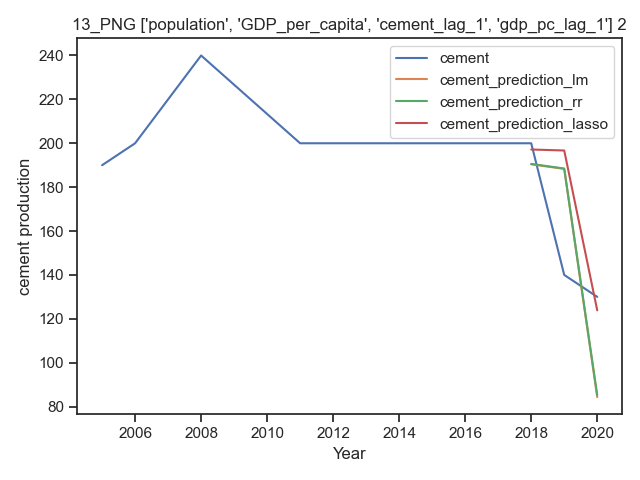 13_PNG ['population', 'GDP_per_capita', 'cement_lag_1', 'gdp_pc_lag_1'] 2
cement
cement_prediction_lm
cement_prediction_rr
cement_prediction_lasso
cement production
240
220
200
180
160
140
120
100
80
2006 2008 2010 2012 2014 2016 2018 2020
Year